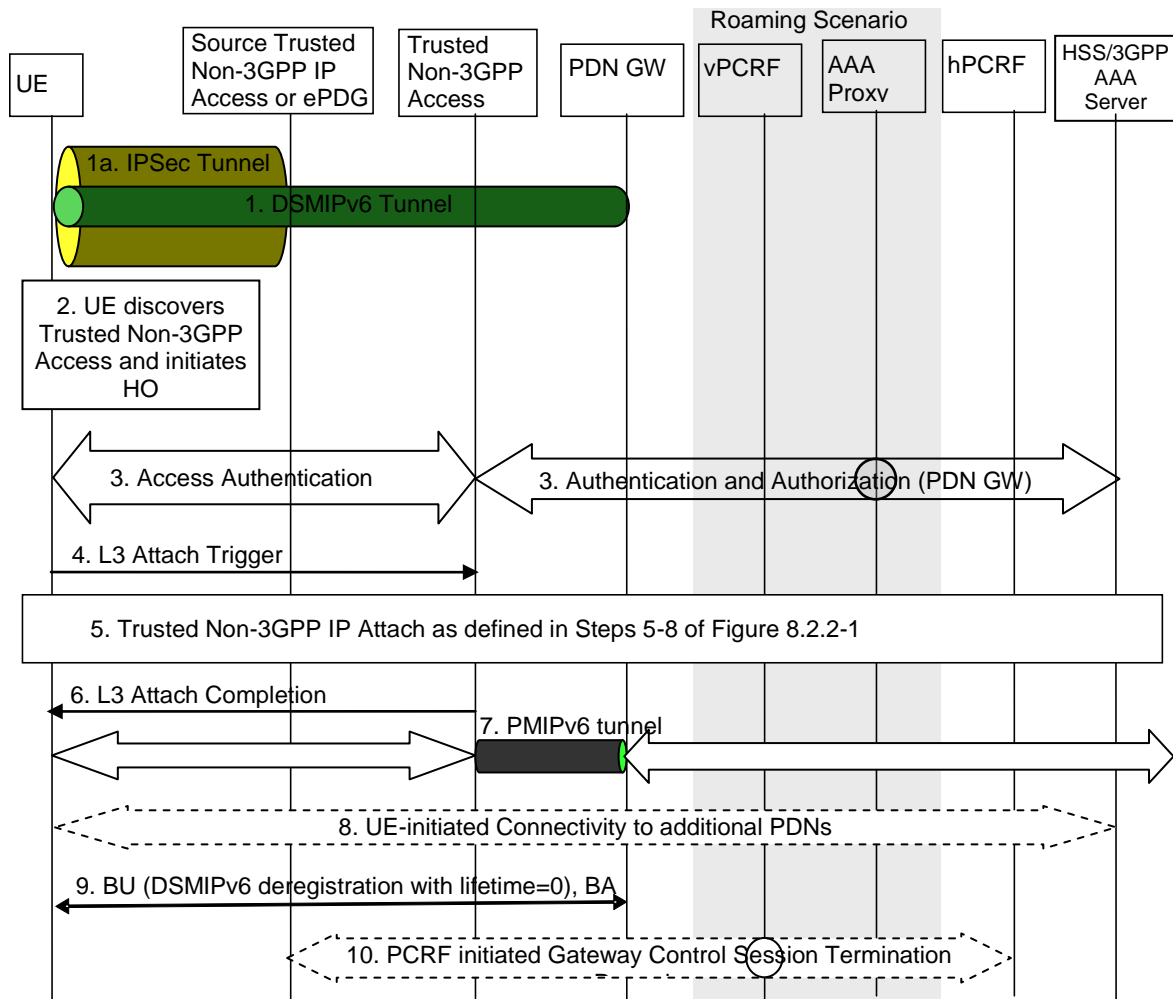 Roaming Scenario
UE
Source Trusted
Non-3GPP IP
Access or ePDG
Trusted
Non-3GPP
Access
PDN GW
vPCRF
AAA
Proxy
hPCRF
HSS/3GPP
AAA
Server
1a. IPSec Tunnel
1. DSMIPv6 Tunnel
2. UE discovers
Trusted Non-3GPP
Access and initiates
HO
3. Access Authentication
3. Authentication and Authorization (PDN GW)
4. L3 Attach Trigger
5. Trusted Non-3GPP IP Attach as defined in Steps 5-8 of Figure 8.2.2-1
6. L3 Attach Completion
7. PMIPv6 tunnel
8. UE-initiated Connectivity to additional PDNs
9. BU (DSMIPv6 deregistration with lifetime=0), BA
10. PCRF initiated Gateway Control Session Termination